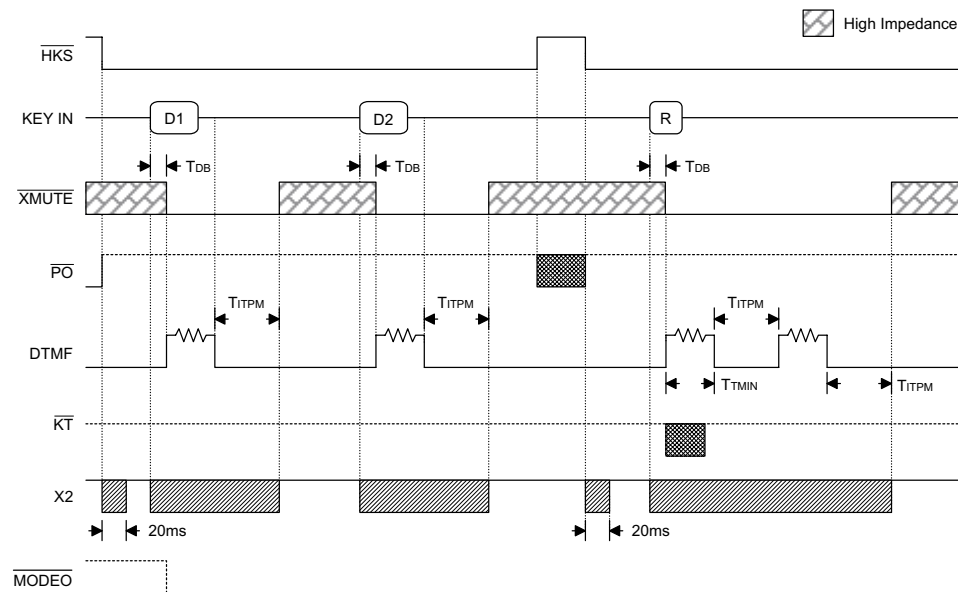 High Impedance
HKS
KEY IN
D1
D2
R
TDB
TDB
TDB
XMUTE
PO
TITPM
TITPM
TITPM
DTMF
TTMIN
TITPM
KT
X2
20ms
20ms
MODEO